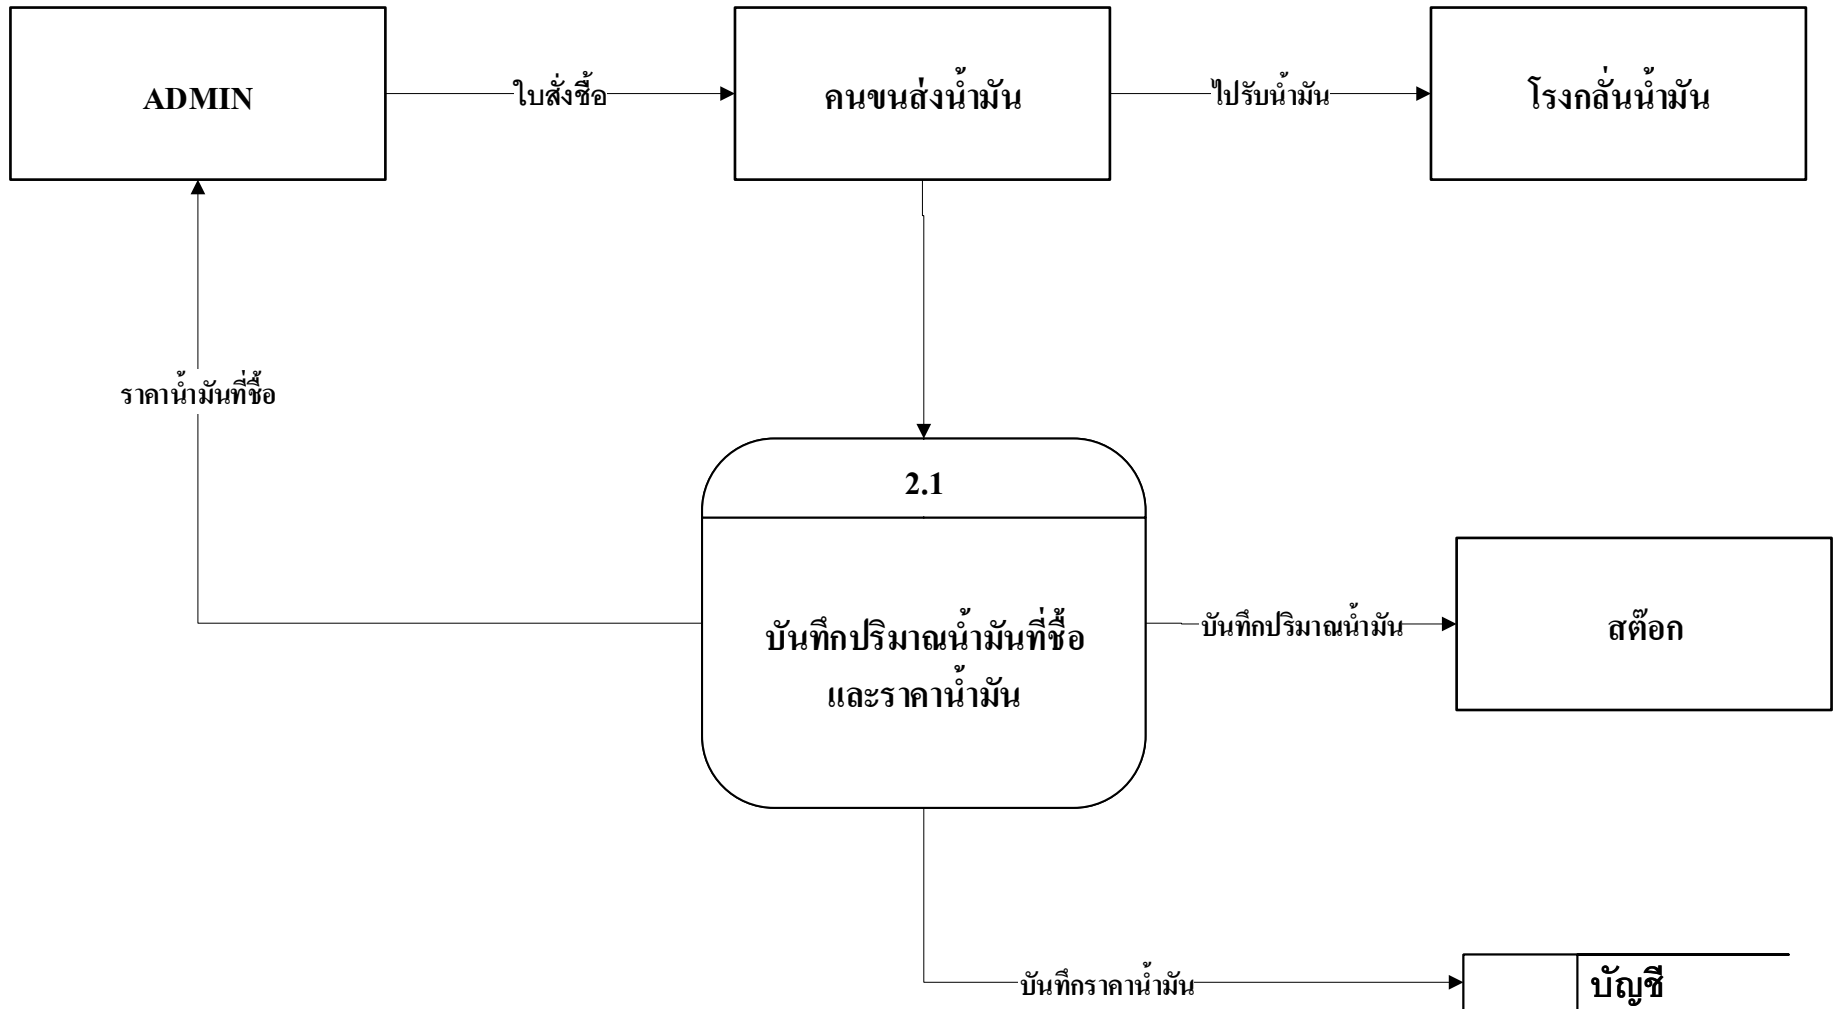 ADMIN
ใบสั่งซื้อ
คนขนส่งน้ำมัน
ไปรับน้ำมัน
โรงกลั่นน้ำมัน
ราคาน้ำมันที่ซื้อ
2.1
บันทึกปริมาณน้ำมันที่ซื้อ
และราคาน้ำมัน
บันทึกปริมาณน้ำมัน
สต๊อก
บันทึกราคาน้ำมัน
บัญชี